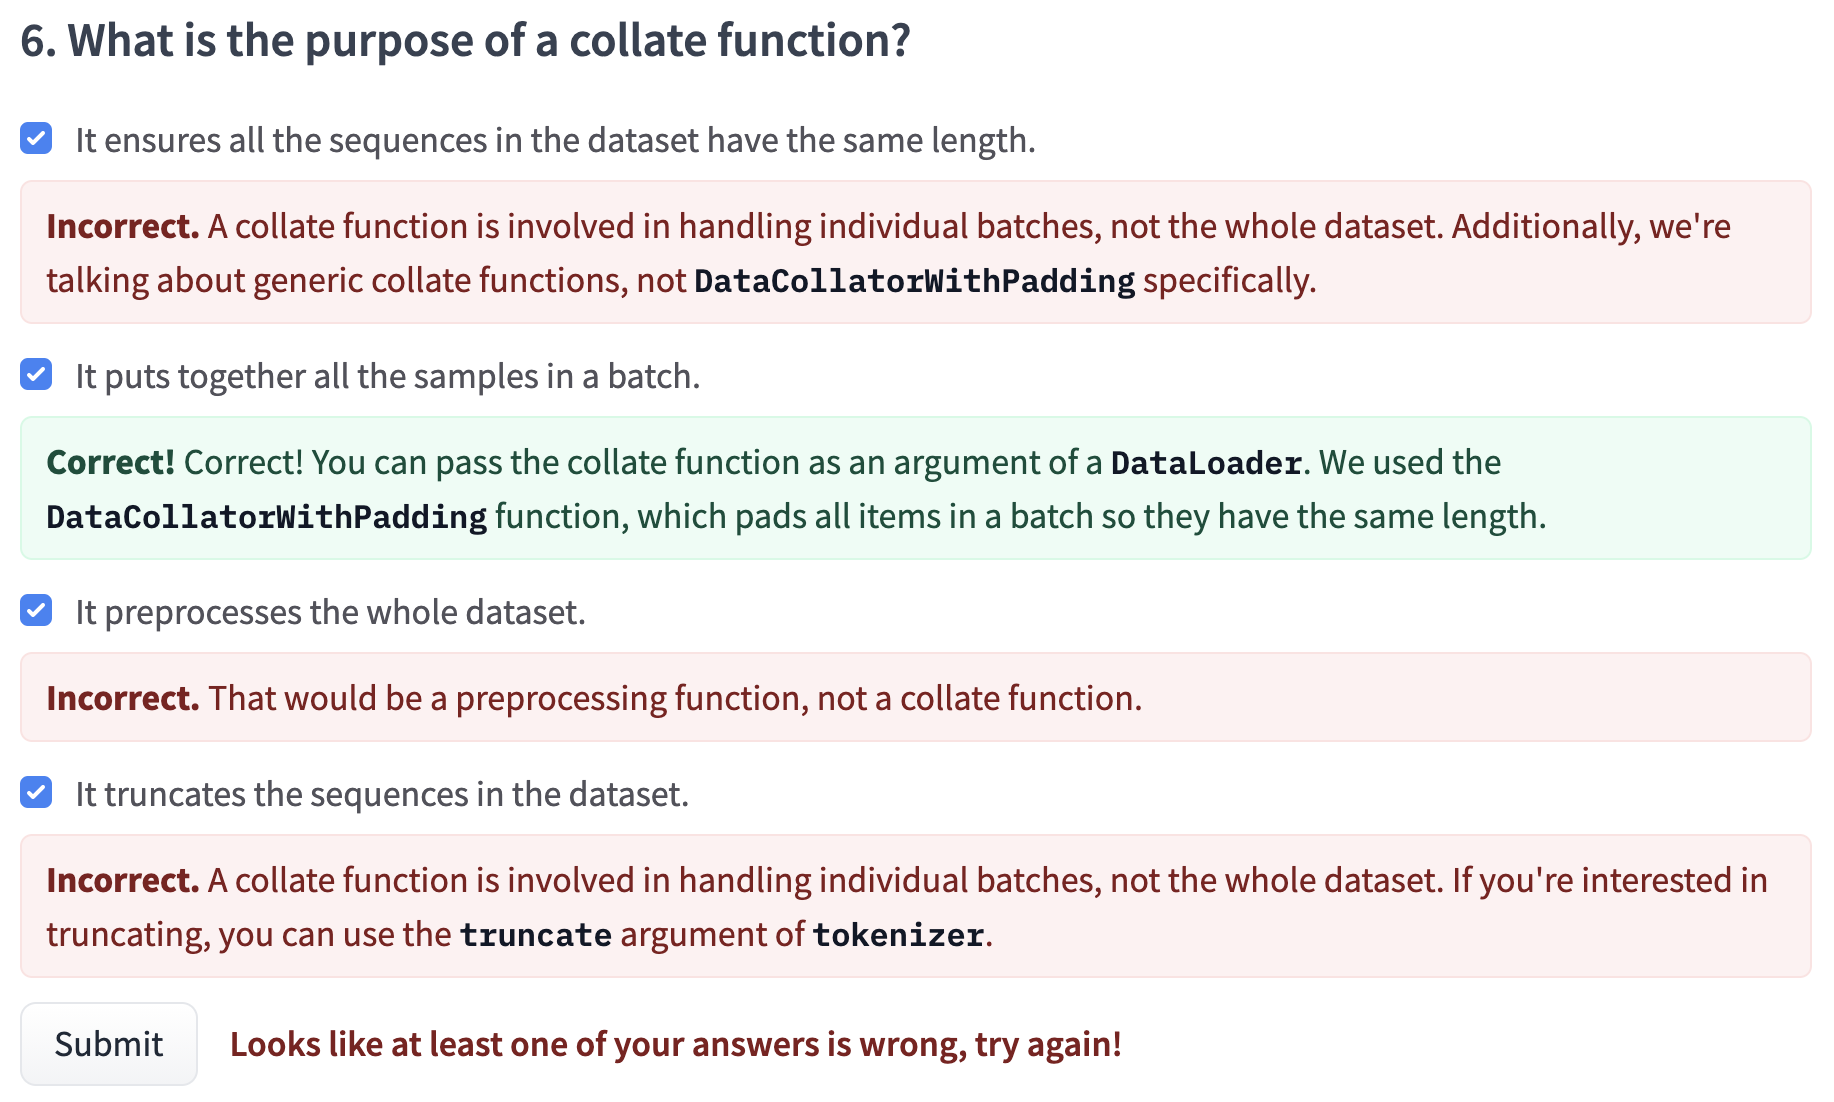 6. What is the purpose of a collate function?
It ensures all the sequences in the dataset have the same length.
Incorrect. A collate function is involved in handling individual batches, not the whole dataset. Additionally, we're
talking about generic collate functions, not DataCollatorWithPadding specifically.
It puts together all the samples in a batch.
Correct! Correct! You can pass the collate function as an argument of a DataLoader. We used the
DataCollatorWithPadding function, which pads all items in a batch so they have the same length.
It preprocesses the whole dataset.
Incorrect. That would be a preprocessing function, not a collate function.
It truncates the sequences in the dataset.
Incorrect. A collate function is involved in handling individual batches, not the whole dataset. If you're interested in
truncating, you can use the truncate argument of tokenizer.
Submit Looks like at least one of your answers is wrong, try again!